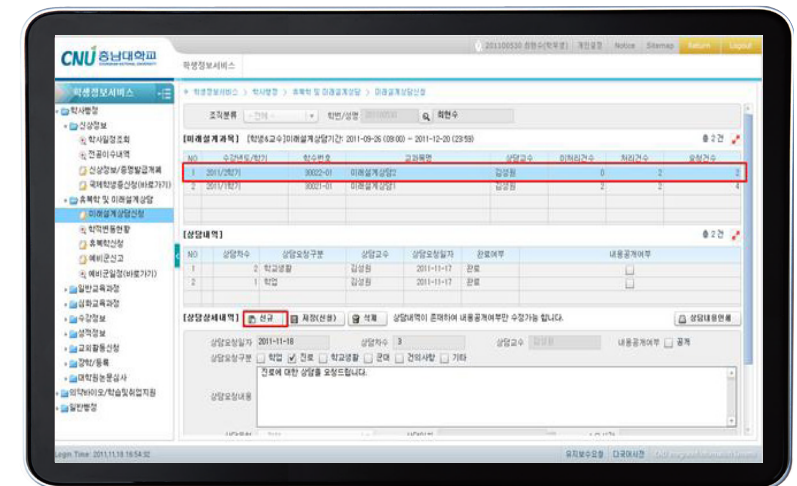 201100530 최현수(학부생) 개인설정 Notice Sitemap Return Logout
CNU 충남대학교
학생정보서비스
학생정보서비스
학생정보서비스 > 학사행정 > 휴복학 및 미래설계상담 > 미래설계상담신청
학사행정
신상정보
학사일정조회
전공이수내역
신상정보/증명발급계좌
국제학생증신청(바로가기)
휴복학 및 미래설계상담
미래설계상담신청
학적변동현황
휴복학신청
예비군신고
예비군일정(바로가기)
일반교육과정
심화교육과정
수강정보
성적정보
교외활동신청
장학/등록
대학원논문심사
의약바이오/학습및취업지원
일반행정
조직분류 - 전체 - 학번/성명 최현수
[미래설계과목] [학생&교수]미래설계상담기간: 2011-09-26 (09:00) ~ 2011-12-20 (23:59) 총 2 건
NO 수강년도/학기 학수번호 교과목명 상담교수 미처리건수 처리건수 요청건수
1 2011/2학기 30022-01 미래설계상담2 김성원 0 2 2
2 2011/1학기 30021-01 미래설계상담1 김성원 2 2 4
[상담내역] 총 2 건
NO 상담차수 상담요청구분 상담교수 상담요청일자 완료여부 내용공개여부
1 2 학교생활 김성원 2011-11-17 완료
2 1 학업 김성원 2011-11-17 완료
[상담상세내역] 신규 저장(신청) 삭제 상담내역이 존재하여 내용공개여부만 수정가능 합니다. 상담내용인쇄
상담요청일자 2011-11-18 상담차수 3 상담교수 김성원 내용공개여부 공개
상담요청구분 학업 진로 학교생활 군대 건의사항 기타
상담요청내용 진로에 대한 상담을 요청드립니다.
Login Time: 2011.11.18 16:54:32
유지보수요청 다국어사전